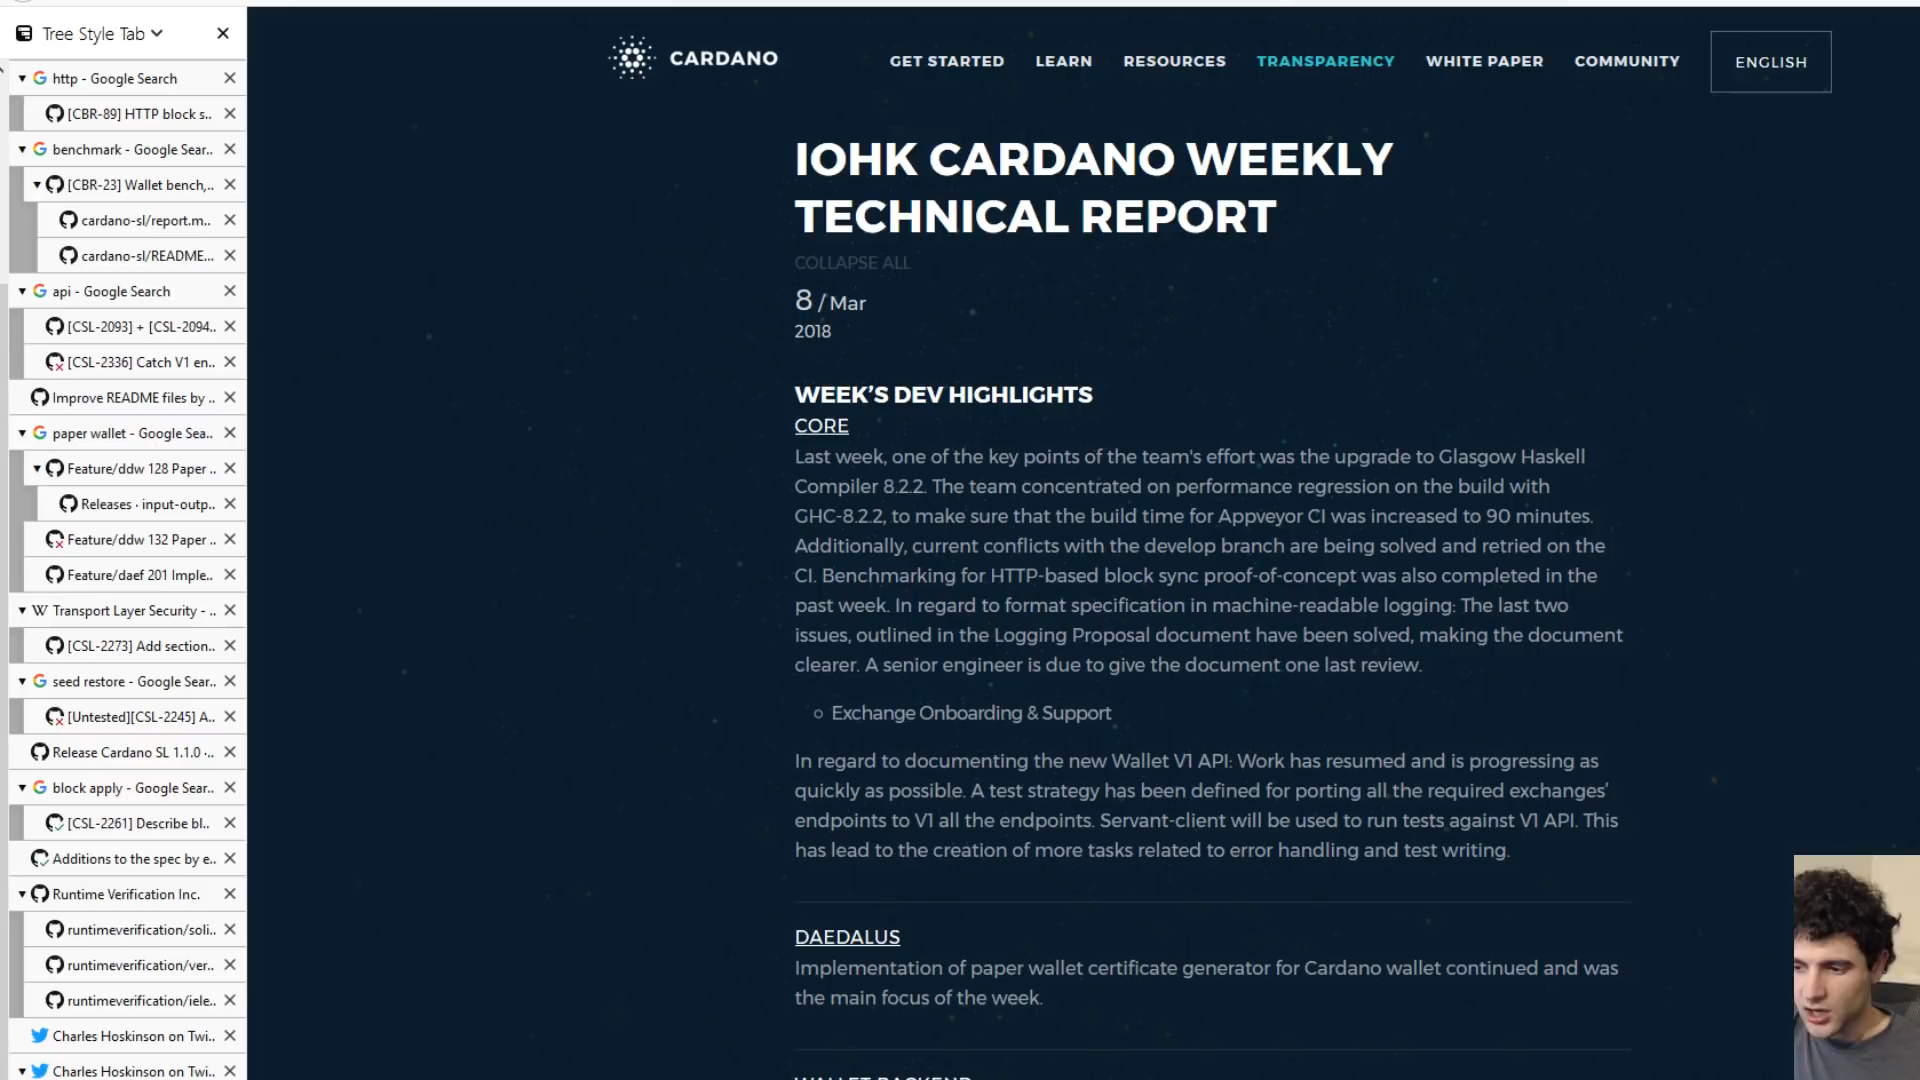 Tree Style Tab
http - Google Search
[CBR-89] HTTP block s..
benchmark - Google Sear..
[CBR-23] Wallet bench,..
cardano-sl/report.m..
cardano-sl/README...
api - Google Search
[CSL-2093] + [CSL-2094..
[CSL-2336] Catch V1 en..
Improve README files by ..
paper wallet - Google Sea..
Feature/ddw 128 Paper ..
Releases · input-outp..
Feature/ddw 132 Paper ..
Feature/daef 201 Imple..
Transport Layer Security - ..
[CSL-2273] Add section..
seed restore - Google Sear..
[Untested][CSL-2245] A..
Release Cardano SL 1.1.0 ·..
block apply - Google Sear..
[CSL-2261] Describe bl..
Additions to the spec by e..
Runtime Verification Inc.
runtimeverification/soli..
runtimeverification/ver..
runtimeverification/iele..
Charles Hoskinson on Twi..
Charles Hoskinson on Twi..
CARDANO
GET STARTED LEARN RESOURCES TRANSPARENCY WHITE PAPER COMMUNITY ENGLISH
IOHK CARDANO WEEKLY
TECHNICAL REPORT
COLLAPSE ALL
8 / Mar
2018
WEEK'S DEV HIGHLIGHTS
CORE
Last week, one of the key points of the team's effort was the upgrade to Glasgow Haskell
Compiler 8.2.2. The team concentrated on performance regression on the build with
GHC-8.2.2, to make sure that the build time for Appveyor CI was increased to 90 minutes.
Additionally, current conflicts with the develop branch are being solved and retried on the
CI. Benchmarking for HTTP-based block sync proof-of-concept was also completed in the
past week. In regard to format specification in machine-readable logging: The last two
issues, outlined in the Logging Proposal document have been solved, making the document
clearer. A senior engineer is due to give the document one last review.
Exchange Onboarding & Support
In regard to documenting the new Wallet V1 API: Work has resumed and is progressing as
quickly as possible. A test strategy has been defined for porting all the required exchanges'
endpoints to V1 all the endpoints. Servant-client will be used to run tests against V1 API. This
has lead to the creation of more tasks related to error handling and test writing.
DAEDALUS
Implementation of paper wallet certificate generator for Cardano wallet continued and was
the main focus of the week.
WALLET BACKEND